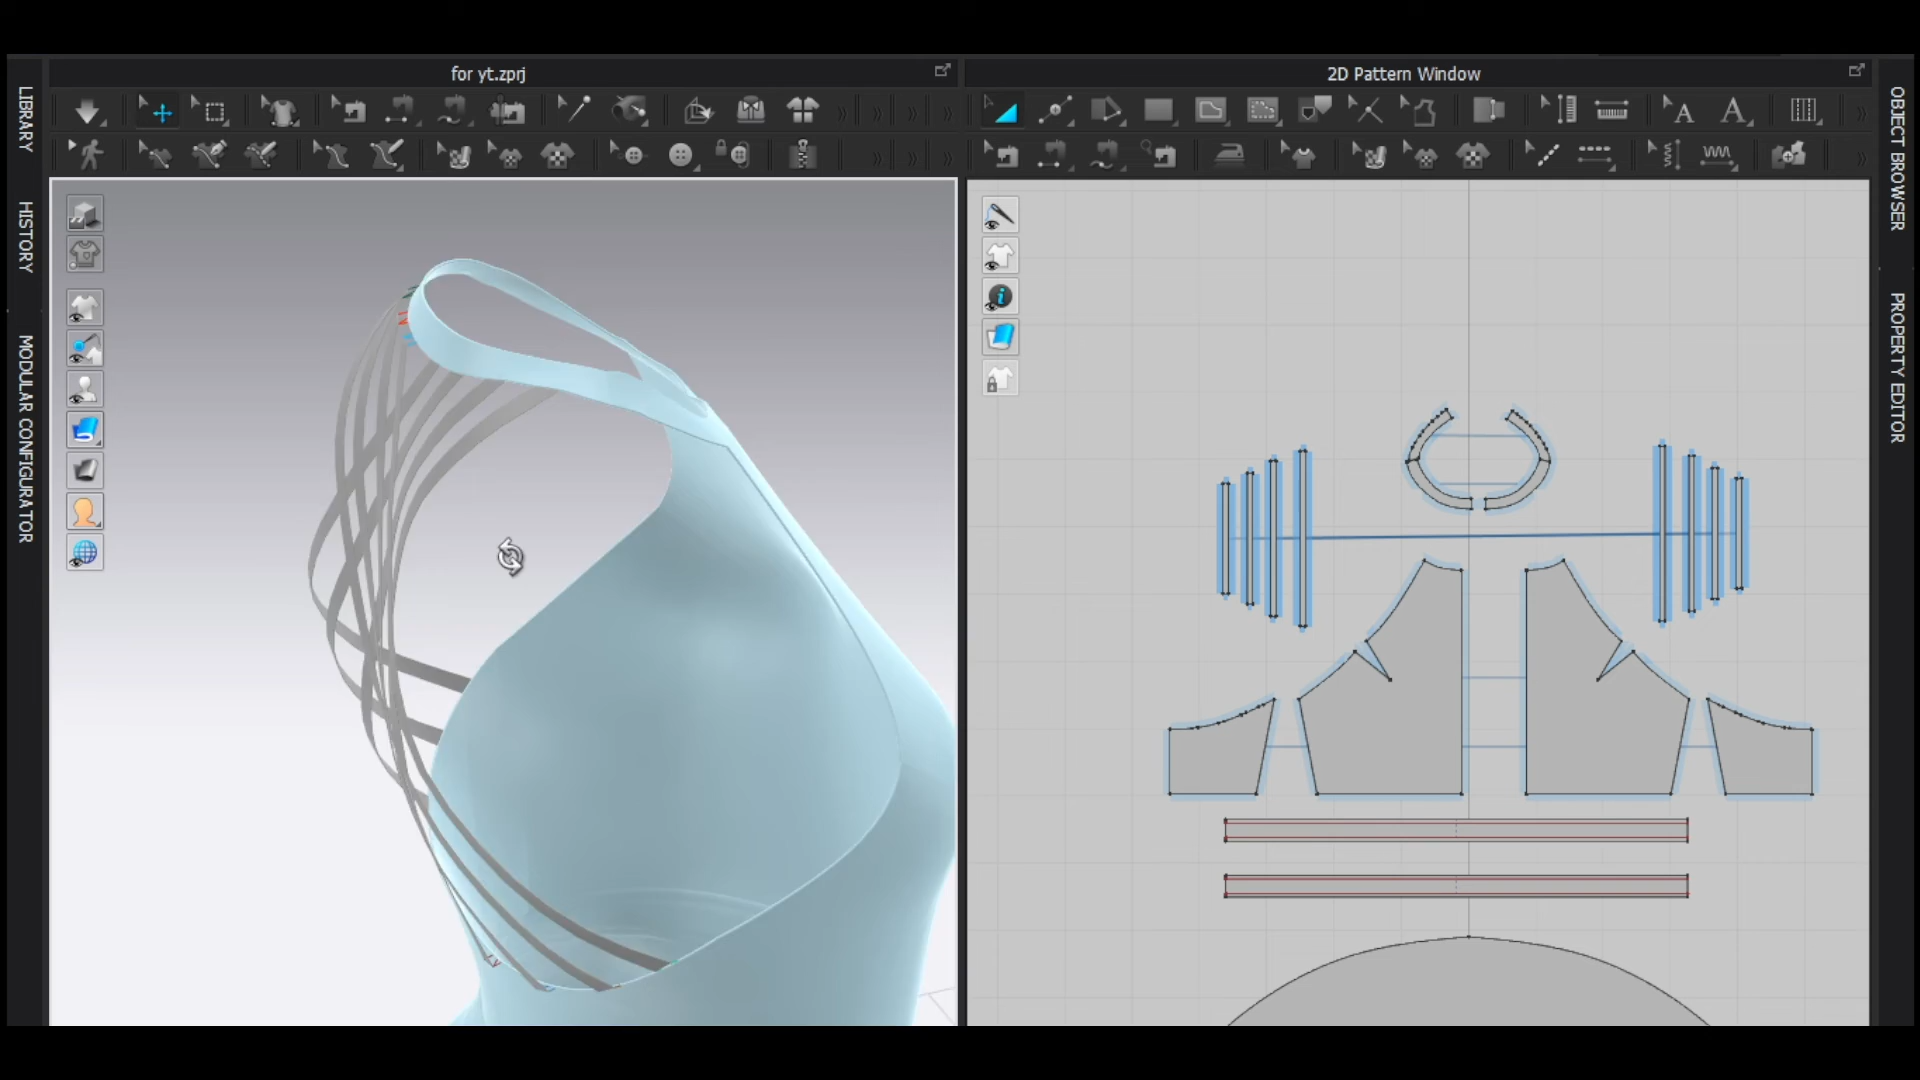 for yt.zprj
2D Pattern Window
LIBRARY
HISTORY
MODULAR CONFIGURATOR
OBJECT BROWSER
PROPERTY EDITOR